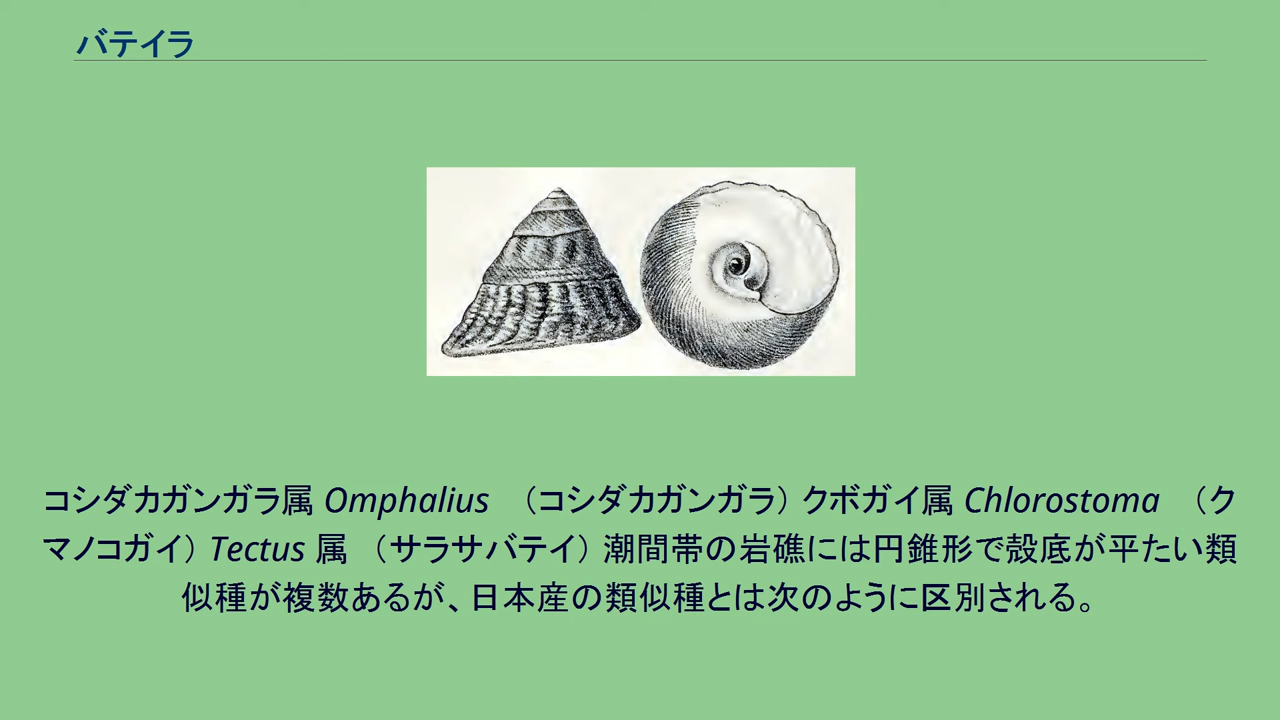 バテイラ
コシダカガンガラ属 Omphalius （コシダカガンガラ）クボガイ属 Chlorostoma （ク
マノコガイ）Tectus 属 （サラサバテイ）潮間帯の岩礁には円錐形で殻底が平たい類
似種が複数あるが、日本産の類似種とは次のように区別される。